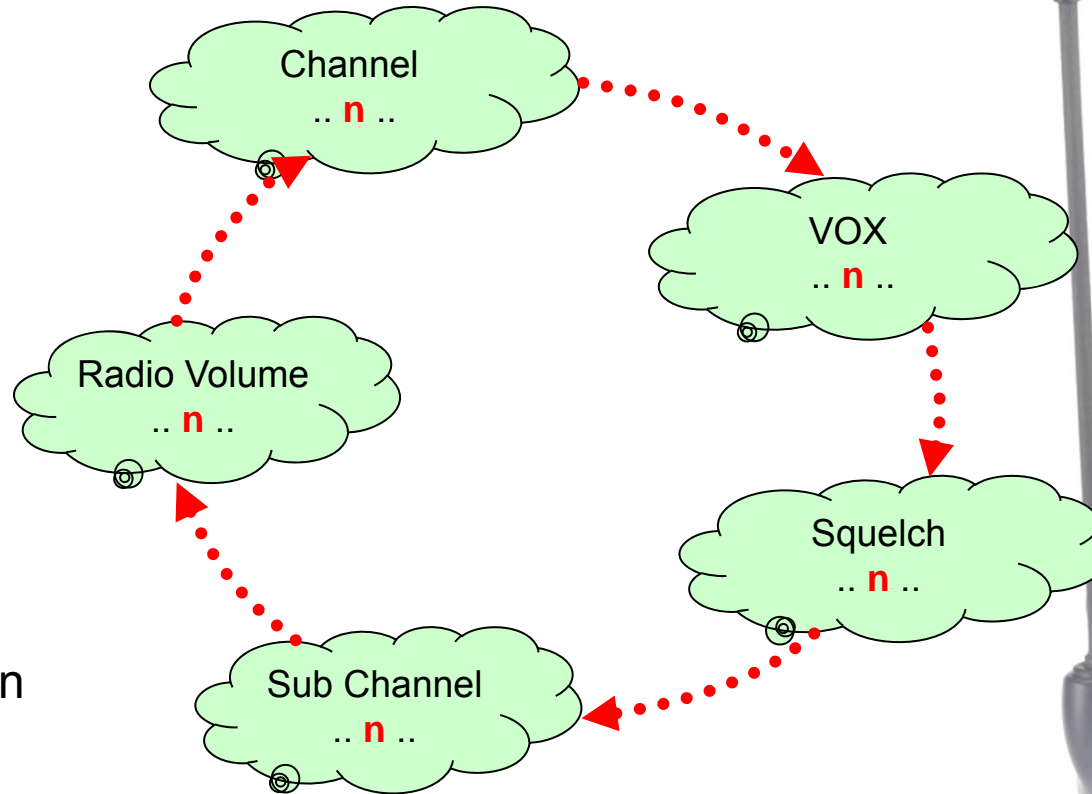 Channel
.. n ..
VOX
.. n ..
Radio Volume
.. n ..
Squelch
.. n ..
Sub Channel
.. n ..
n